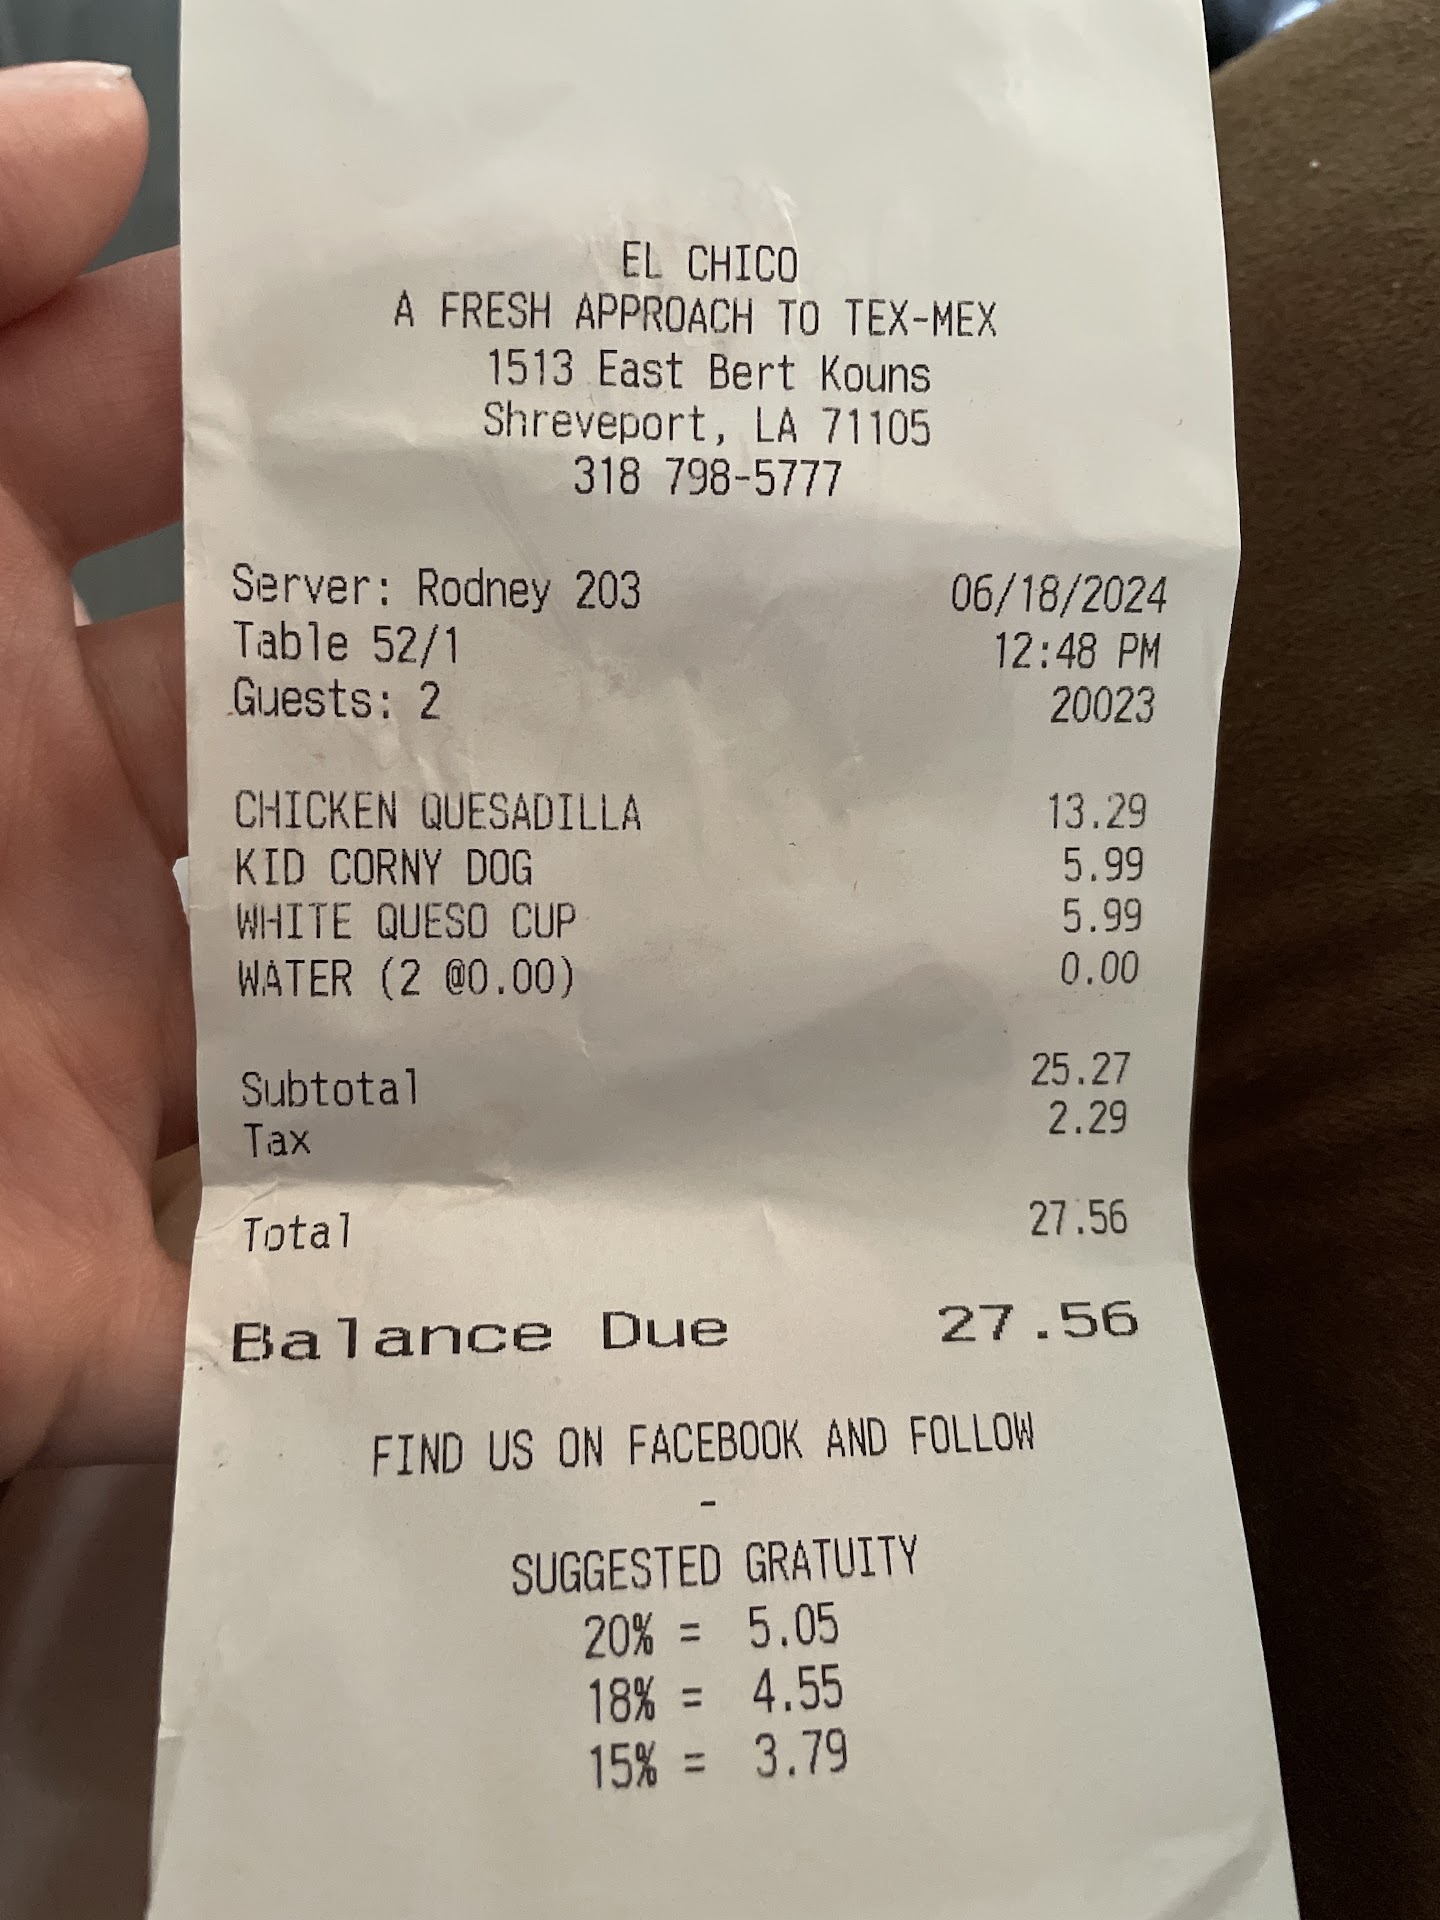 EL CHICO
A FRESH APPROACH TO TEX-MEX
1513 East Bert Kouns
Shreveport, LA 71105
318 798-5777
Server: Rodney 203 06/18/2024
Table 52/1 12:48 PM
Guests: 2 20023
CHICKEN QUESADILLA 13.29
KID CORNY DOG 5.99
WHITE QUESO CUP 5.99
WATER (2 @0.00) 0.00
Subtotal 25.27
Tax 2.29
Total 27.56
Balance Due 27.56
FIND US ON FACEBOOK AND FOLLOW
-
SUGGESTED GRATUITY
20% = 5.05
18% = 4.55
15% = 3.79